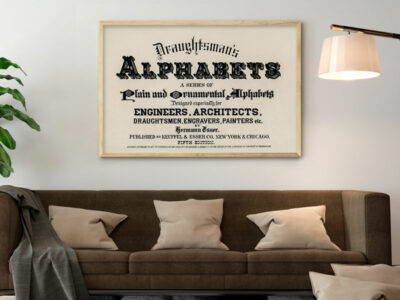 Draughtsman's
ALPHABETS
A SERIES OF
Plain and Ornamental Alphabets
Designed especially for
ENGINEERS, ARCHITECTS,
DRAUGHTSMEN, ENGRAVERS, PAINTERS etc.
BY
Hermann Esser.
PUBLISHED BY KEUFFEL & ESSER CO. NEW YORK & CHICAGO.
FIFTH EDITION.